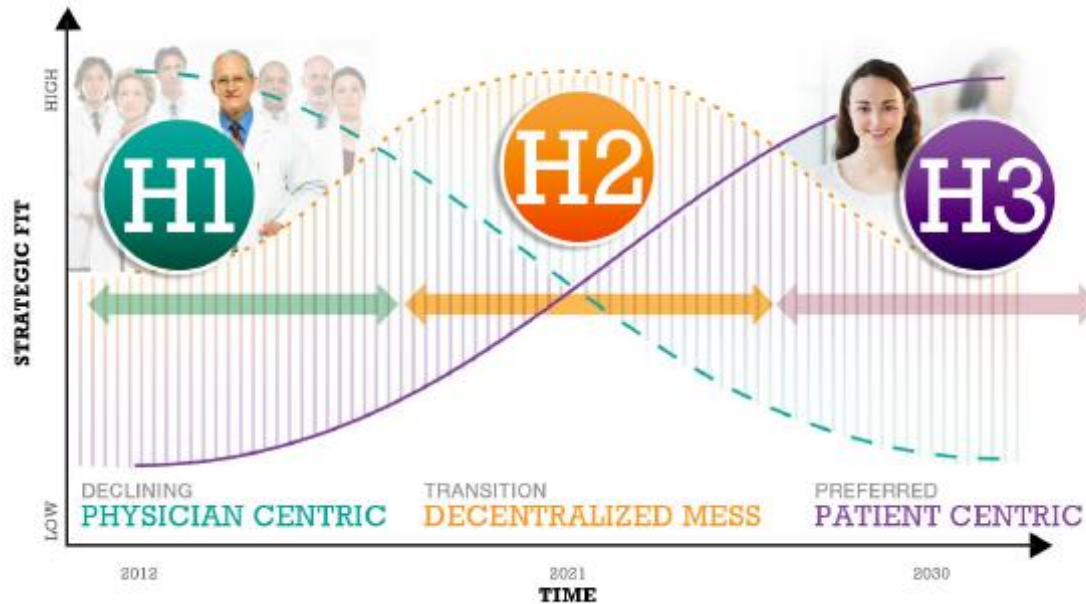 HIGH
H1
H2
H3
STRATEGIC FIT
DECLINING
PHYSICIAN CENTRIC
TRANSITION
DECENTRALIZED MESS
PREFERRED
PATIENT CENTRIC
LOW
2012
2021
2030
TIME